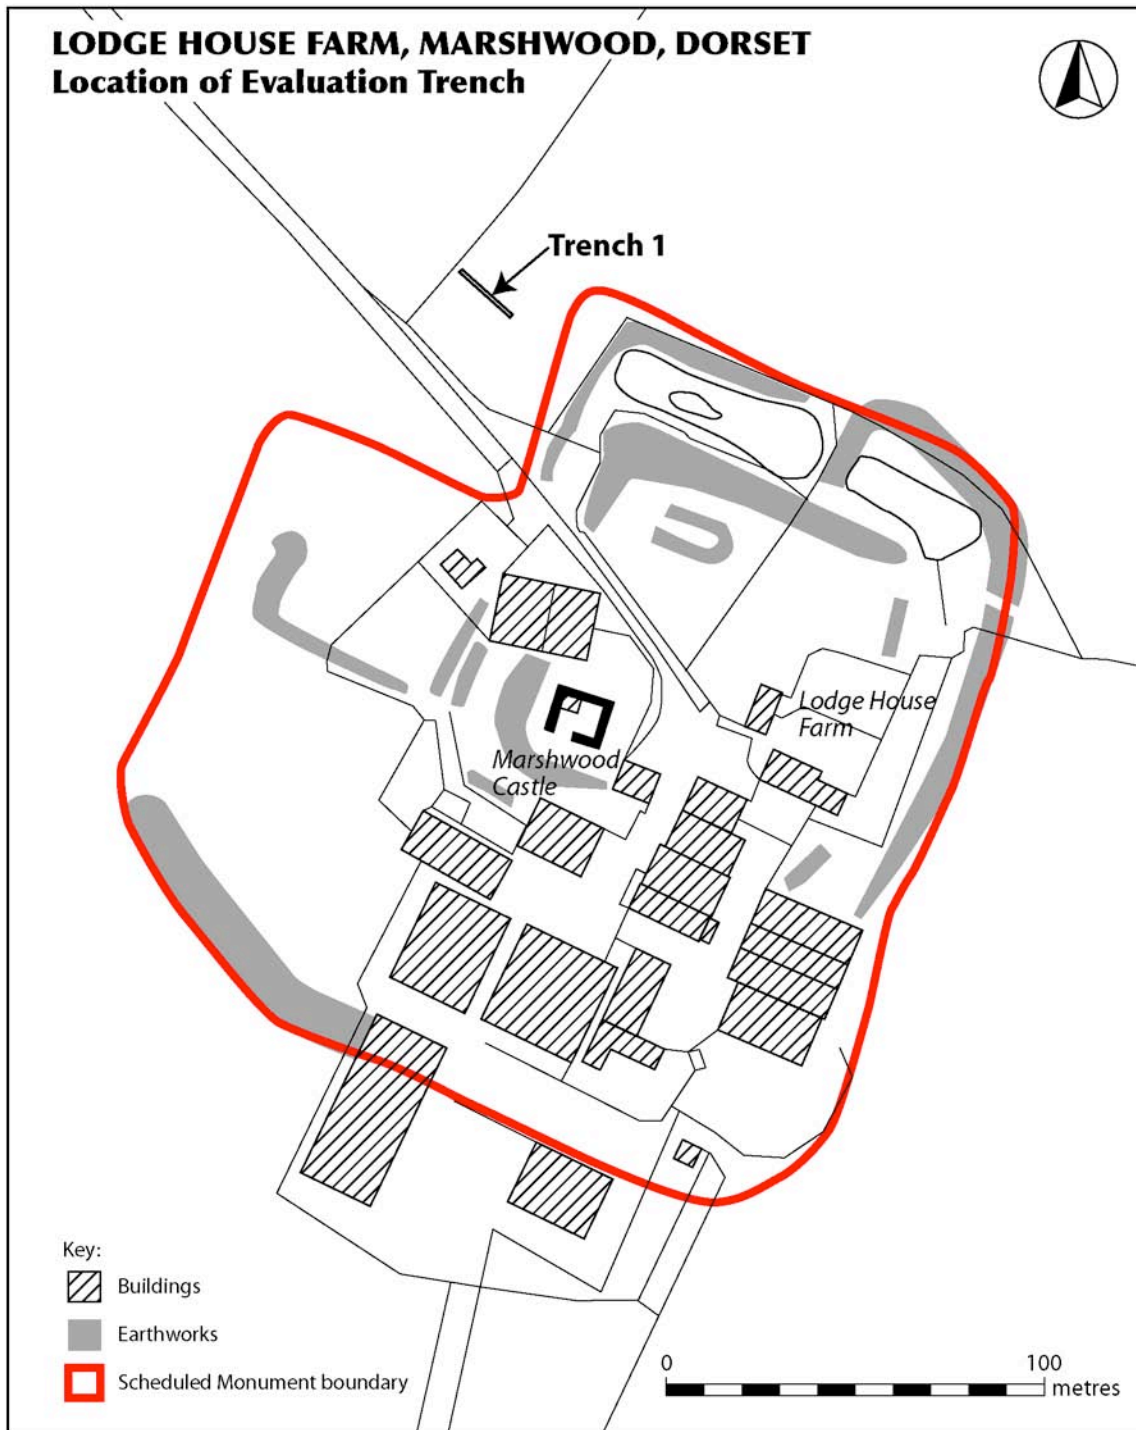 LODGE HOUSE FARM, MARSHWOOD, DORSET
Location of Evaluation Trench
Trench 1
Lodge House
Farm
Marshwood
Castle
Key:
Buildings
Earthworks
Scheduled Monument boundary
0 100
metres